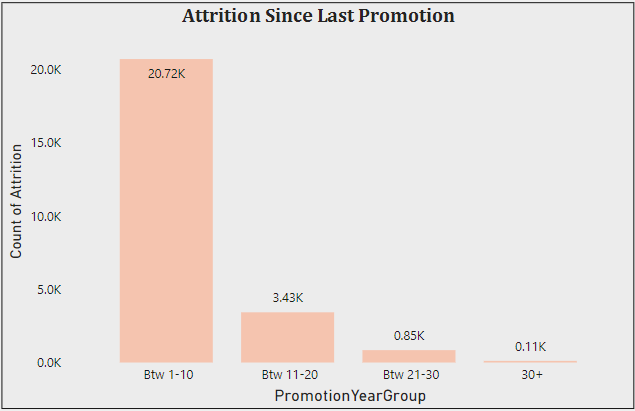 Attrition Since Last Promotion
Count of Attrition
20.0K
15.0K
10.0K
5.0K
0.0K
20.72K
3.43K
0.85K
0.11K
Btw 1-10
Btw 11-20
Btw 21-30
30+
PromotionYearGroup